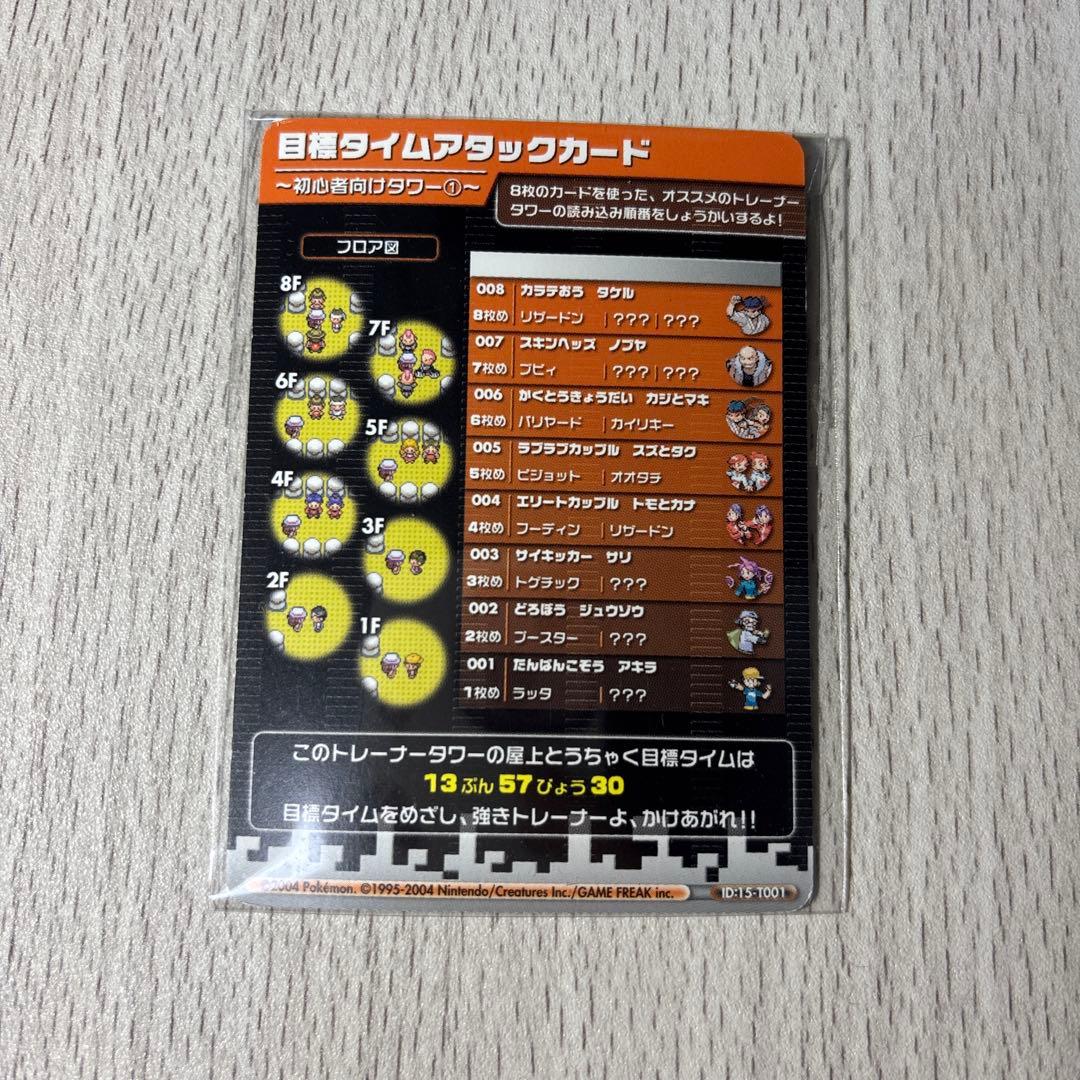 目標タイムアタックカード
～初心者向けタワー①～
8枚のカードを使った、オススメのトレーナー
タワーの読み込み順番をしょうかいするよ!
フロア図
8F
7F
6F
5F
4F
3F
2F
1F
008 カラテおう タケル
8枚め リザードン ??? ???
007 スキンヘッズ ノブヤ
7枚め ブビィ ??? ???
006 かくとうきょうだい カジとマキ
6枚め バリヤード カイリキー
005 ラブラブカップル スズとタク
5枚め ピジョット オオタチ
004 エリートカップル トモとカナ
4枚め フーディン リザードン
003 サイキッカー サリ
3枚め トゲチック ???
002 どろぼう ジュウゾウ
2枚め ブースター ???
001 たんぱんこぞう アキラ
1枚め ラッタ ???
このトレーナータワーの屋上とうちゃく目標タイムは
13ぷん57びょう30
目標タイムをめざし、強きトレーナーよ、かけあがれ!!
©2004 Pokémon. ©1995-2004 Nintendo/Creatures Inc./GAME FREAK inc.
ID:15-T001